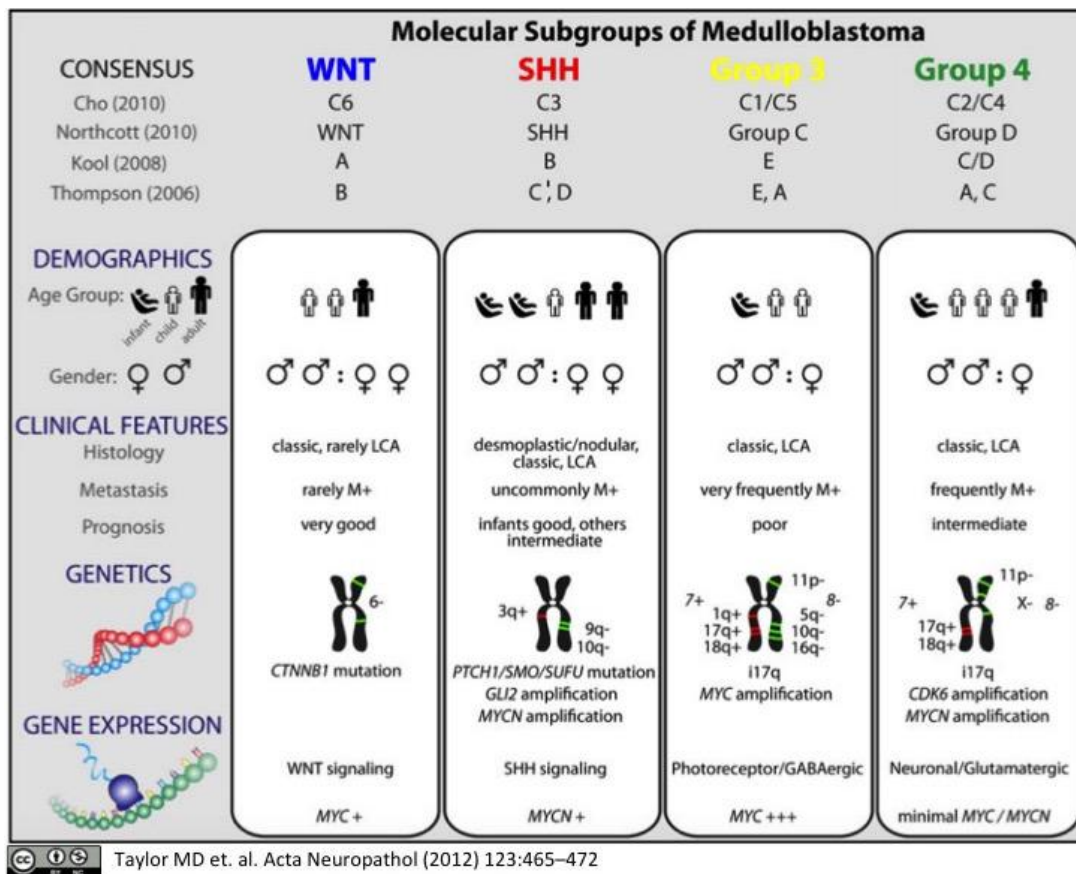 Molecular Subgroups of Medulloblastoma
CONSENSUS WNT SHH Group 3 Group 4
Cho (2010) C6 C3 C1/C5 C2/C4
Northcott (2010) WNT SHH Group C Group D
Kool (2008) A B E C/D
Thompson (2006) B C¦, D E, A A, C
DEMOGRAPHICS
Age Group:
infant child adult
Gender: ♀ ♂ ♂ ♂ : ♀ ♀ ♂ ♂ : ♀ ♀ ♂ ♂ : ♀ ♂ ♂ : ♀
CLINICAL FEATURES
Histology classic, rarely LCA desmoplastic/nodular, classic, LCA classic, LCA classic, LCA
Metastasis rarely M+ uncommonly M+ very frequently M+ frequently M+
Prognosis very good infants good, others intermediate poor intermediate
GENETICS
6-
3q+ 9q- 10q-
7+ 1q+ 17q+ 18q+ 11p- 8- 5q- 10q- 16q-
7+ 17q+ 18q+ 11p- X- 8-
CTNNB1 mutation
PTCH1/SMO/SUFU mutation
GLI2 amplification
MYCN amplification
i17q
MYC amplification
i17q
CDK6 amplification
MYCN amplification
GENE EXPRESSION
WNT signaling SHH signaling Photoreceptor/GABAergic Neuronal/Glutamatergic
MYC + MYCN + MYC +++ minimal MYC / MYCN
cc
Taylor MD et. al. Acta Neuropathol (2012) 123:465–472